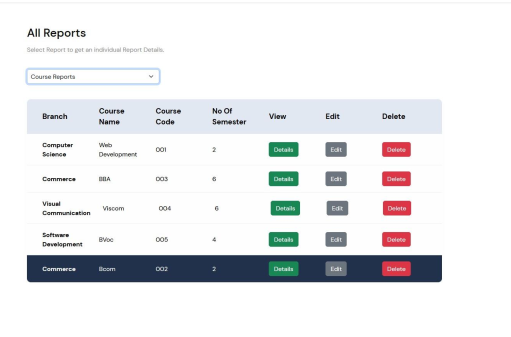 All Reports
Select Report to get an individual Report Details.
Course Reports
Branch Course Name Course Code No Of Semester View Edit Delete
Computer Science Web Development 001 2 Details Edit Delete
Commerce BBA 003 6 Details Edit Delete
Visual Communication Viscom 004 6 Details Edit Delete
Software Development BVoc 005 4 Details Edit Delete
Commerce Bcom 002 2 Details Edit Delete